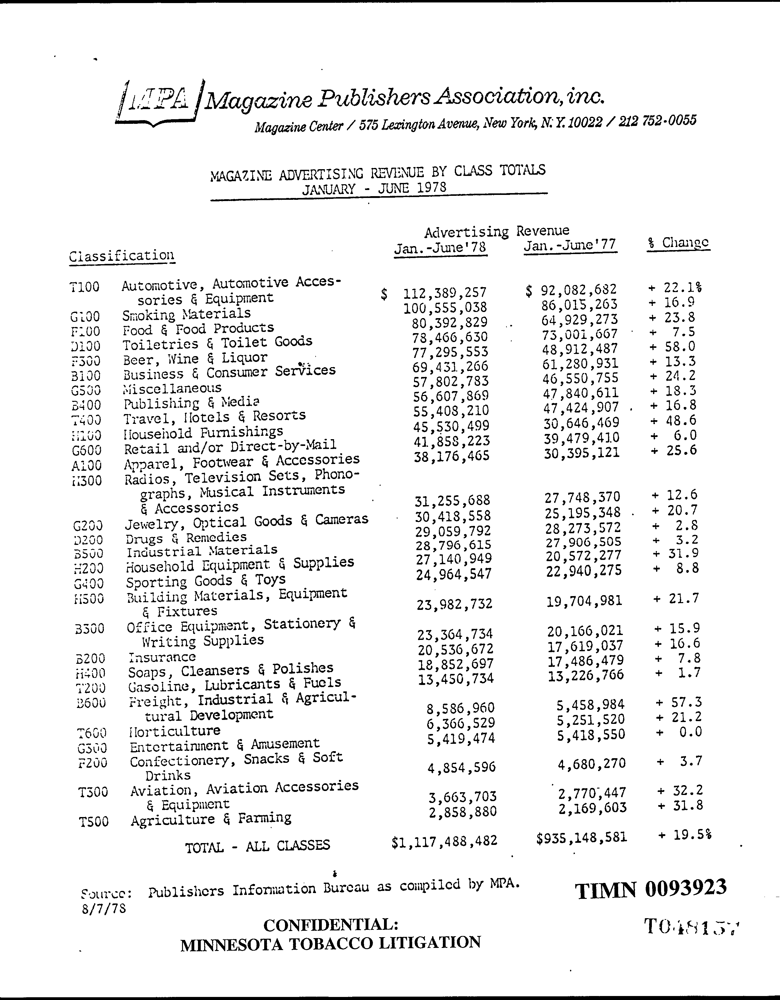 MPA Magazine Publishers Association, inc.
Magazine Center / 575 Lexington Avenue, New York, N.Y. 10022 / 212 752-0055
MAGAZINE ADVERTISING REVENUE BY CLASS TOTALS
JANUARY - JUNE 1978
Advertising Revenue
Classification Jan.-June'78 Jan.-June'77 % Change
T100 Automotive, Automotive Acces-
sories & Equipment $ 112,389,257 $ 92,082,682 + 22.1%
G100 Smoking Materials 100,555,038 86,015,263 + 16.9
F100 Food & Food Products 80,392,829 64,929,273 + 23.8
D100 Toiletries & Toilet Goods 78,466,630 73,001,667 + 7.5
F300 Beer, Wine & Liquor 77,295,553 48,912,487 + 58.0
B100 Business & Consumer Services 69,431,266 61,280,931 + 13.3
G500 Miscellaneous 57,802,783 46,550,755 + 24.2
B400 Publishing & Media 56,607,869 47,840,611 + 18.3
T400 Travel, Hotels & Resorts 55,408,210 47,424,907 + 16.8
H100 Household Furnishings 45,530,499 30,646,469 + 48.6
G600 Retail and/or Direct-by-Mail 41,858,223 39,479,410 + 6.0
A100 Apparel, Footwear & Accessories 38,176,465 30,395,121 + 25.6
H300 Radios, Television Sets, Phono-
graphs, Musical Instruments
& Accessories 31,255,688 27,748,370 + 12.6
G200 Jewelry, Optical Goods & Cameras 30,418,558 25,195,348 + 20.7
D200 Drugs & Remedies 29,059,792 28,273,572 + 2.8
B500 Industrial Materials 28,796,615 27,906,505 + 3.2
H200 Household Equipment & Supplies 27,140,949 20,572,277 + 31.9
G400 Sporting Goods & Toys 24,964,547 22,940,275 + 8.8
H500 Building Materials, Equipment
& Fixtures 23,982,732 19,704,981 + 21.7
B300 Office Equipment, Stationery &
Writing Supplies 23,364,734 20,166,021 + 15.9
B200 Insurance 20,536,672 17,619,037 + 16.6
H400 Soaps, Cleansers & Polishes 18,852,697 17,486,479 + 7.8
T200 Gasoline, Lubricants & Fuels 13,450,734 13,226,766 + 1.7
B600 Freight, Industrial & Agricul-
tural Development 8,586,960 5,458,984 + 57.3
T600 Horticulture 6,366,529 5,251,520 + 21.2
G300 Entertainment & Amusement 5,419,474 5,418,550 + 0.0
F200 Confectionery, Snacks & Soft
Drinks 4,854,596 4,680,270 + 3.7
T300 Aviation, Aviation Accessories
& Equipment 3,663,703 2,770,447 + 32.2
T500 Agriculture & Farming 2,858,880 2,169,603 + 31.8
TOTAL - ALL CLASSES $1,117,488,482 $935,148,581 + 19.5%
Source: Publishers Information Bureau as compiled by MPA.
8/7/78
TIMN 0093923
CONFIDENTIAL:
MINNESOTA TOBACCO LITIGATION
T048157